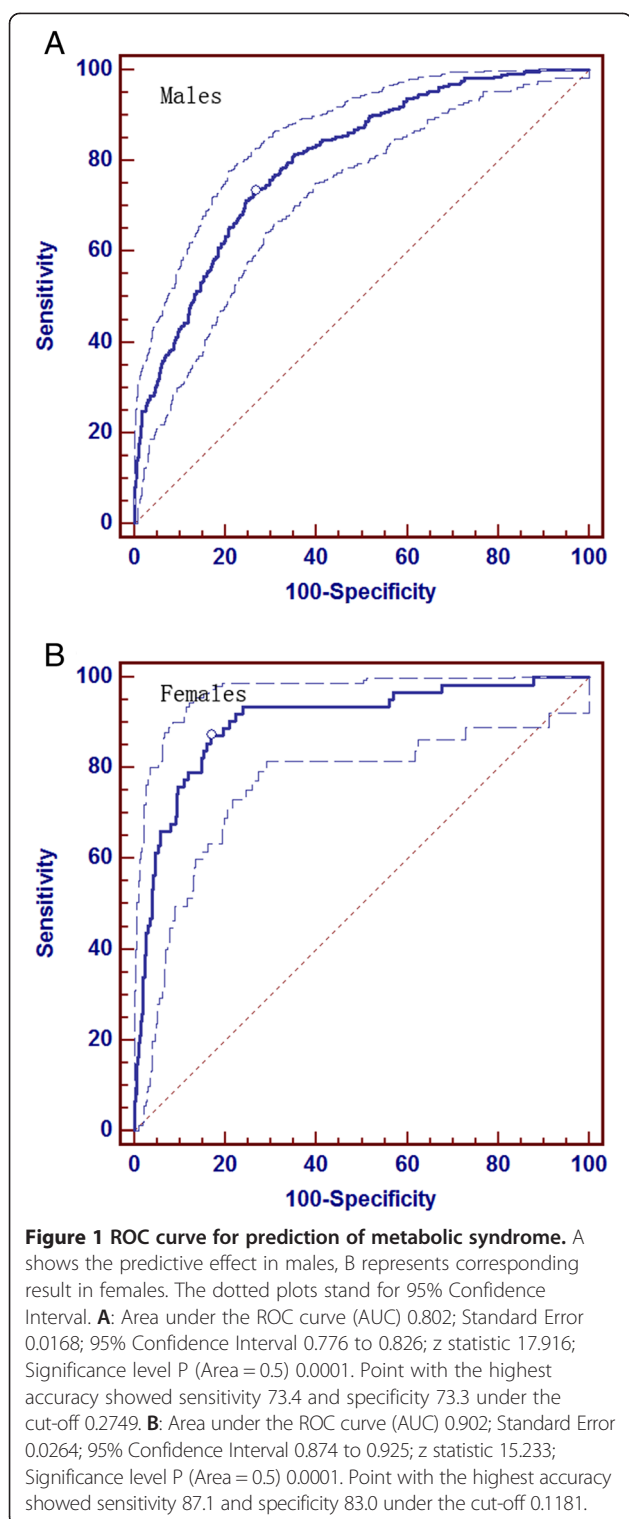 A
Males
100
80
60
40
20
0
Sensitivity
0 20 40 60 80 100
100-Specificity
B
Females
100
80
60
40
20
0
Sensitivity
0 20 40 60 80 100
100-Specificity
Figure 1 ROC curve for prediction of metabolic syndrome. A
shows the predictive effect in males, B represents corresponding
result in females. The dotted plots stand for 95% Confidence
Interval. A: Area under the ROC curve (AUC) 0.802; Standard Error
0.0168; 95% Confidence Interval 0.776 to 0.826; z statistic 17.916;
Significance level P (Area = 0.5) 0.0001. Point with the highest
accuracy showed sensitivity 73.4 and specificity 73.3 under the
cut-off 0.2749. B: Area under the ROC curve (AUC) 0.902; Standard Error
0.0264; 95% Confidence Interval 0.874 to 0.925; z statistic 15.233;
Significance level P (Area = 0.5) 0.0001. Point with the highest accuracy
showed sensitivity 87.1 and specificity 83.0 under the cut-off 0.1181.